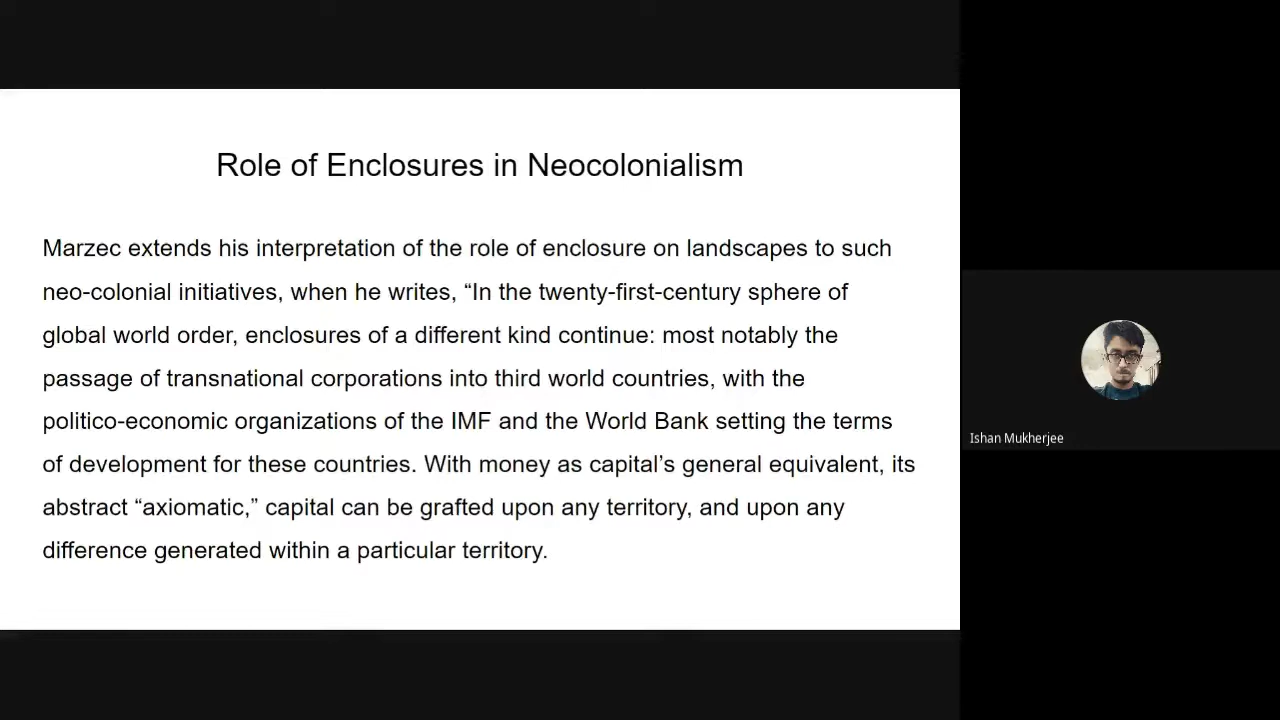 Role of Enclosures in Neocolonialism
Marzec extends his interpretation of the role of enclosure on landscapes to such
neo-colonial initiatives, when he writes, “In the twenty-first-century sphere of
global world order, enclosures of a different kind continue: most notably the
passage of transnational corporations into third world countries, with the
politico-economic organizations of the IMF and the World Bank setting the terms
of development for these countries. With money as capital’s general equivalent, its
abstract “axiomatic,” capital can be grafted upon any territory, and upon any
difference generated within a particular territory.
Ishan Mukherjee